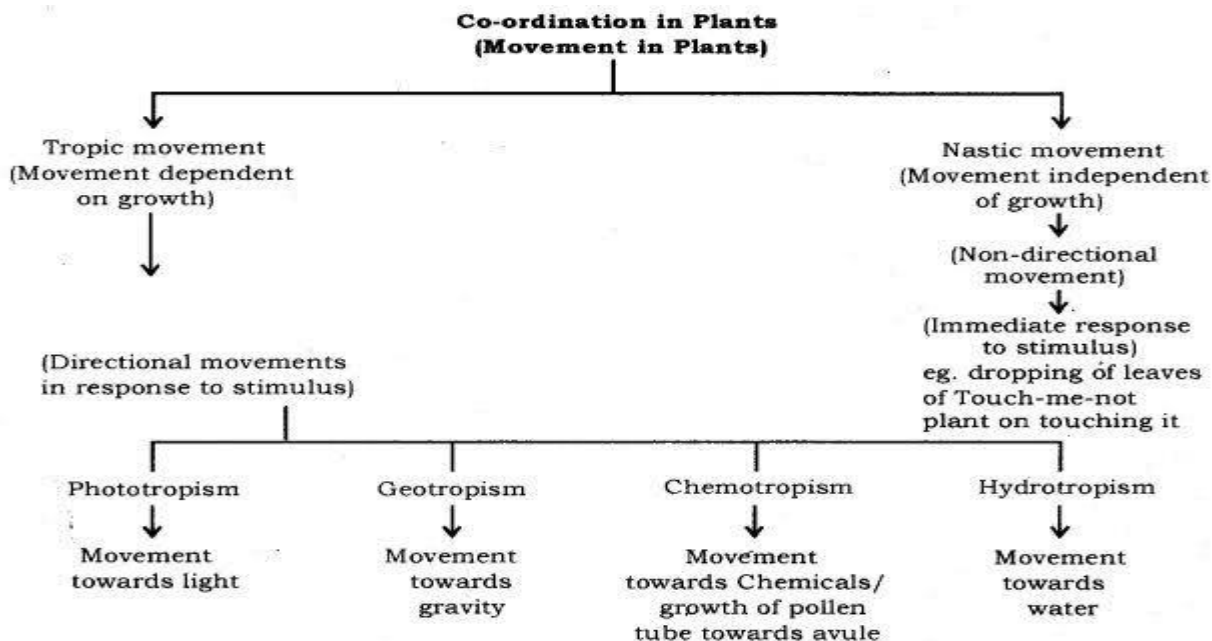 Co-ordination in Plants
(Movement in Plants)
Tropic movement
(Movement dependent
on growth)
Nastic movement
(Movement independent
of growth)
(Non-directional
movement)
(Immediate response
to stimulus)
eg. dropping of leaves
of Touch-me-not
plant on touching it
(Directional movements
in response to stimulus)
Phototropism
Movement
towards light
Geotropism
Movement
towards
gravity
Chemotropism
Movement
towards Chemicals/
growth of pollen
tube towards avule
Hydrotropism
Movement
towards
water